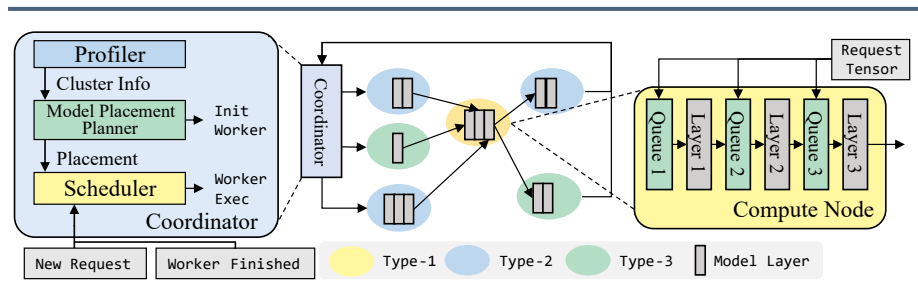 Profiler
Cluster Info
Model Placement
Planner
Init
Worker
Placement
Scheduler
Worker
Exec
Coordinator
New Request
Worker Finished
Coordinator
Request
Tensor
Queue 1
Layer 1
Queue 2
Layer 2
Queue 3
Layer 3
Compute Node
Type-1
Type-2
Type-3
Model Layer